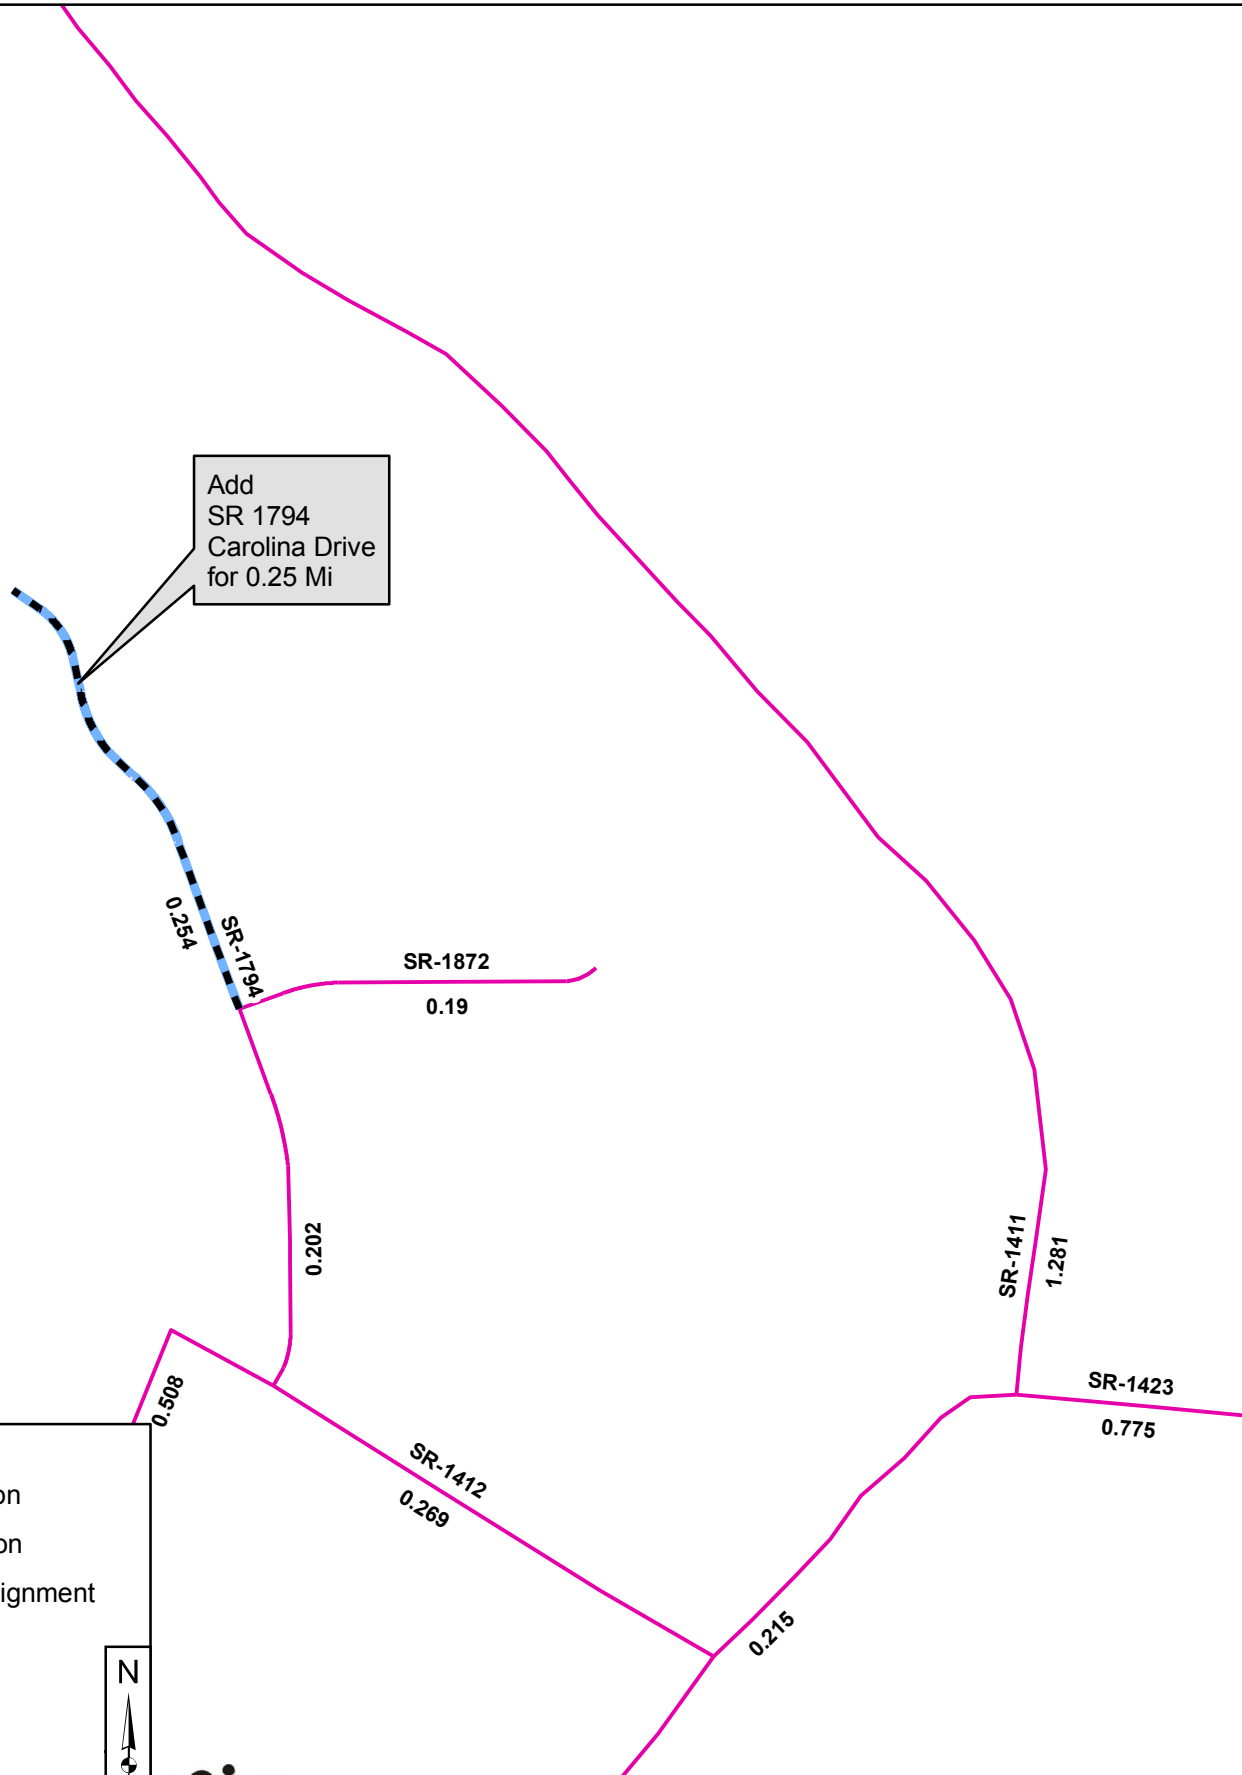 Add
SR 1794
Carolina Drive
for 0.25 Mi
0.254
SR-1794
SR-1872
0.19
0.202
SR-1411
1.281
0.508
SR-1423
0.775
SR-1412
0.269
0.215
on
on
ignment
N